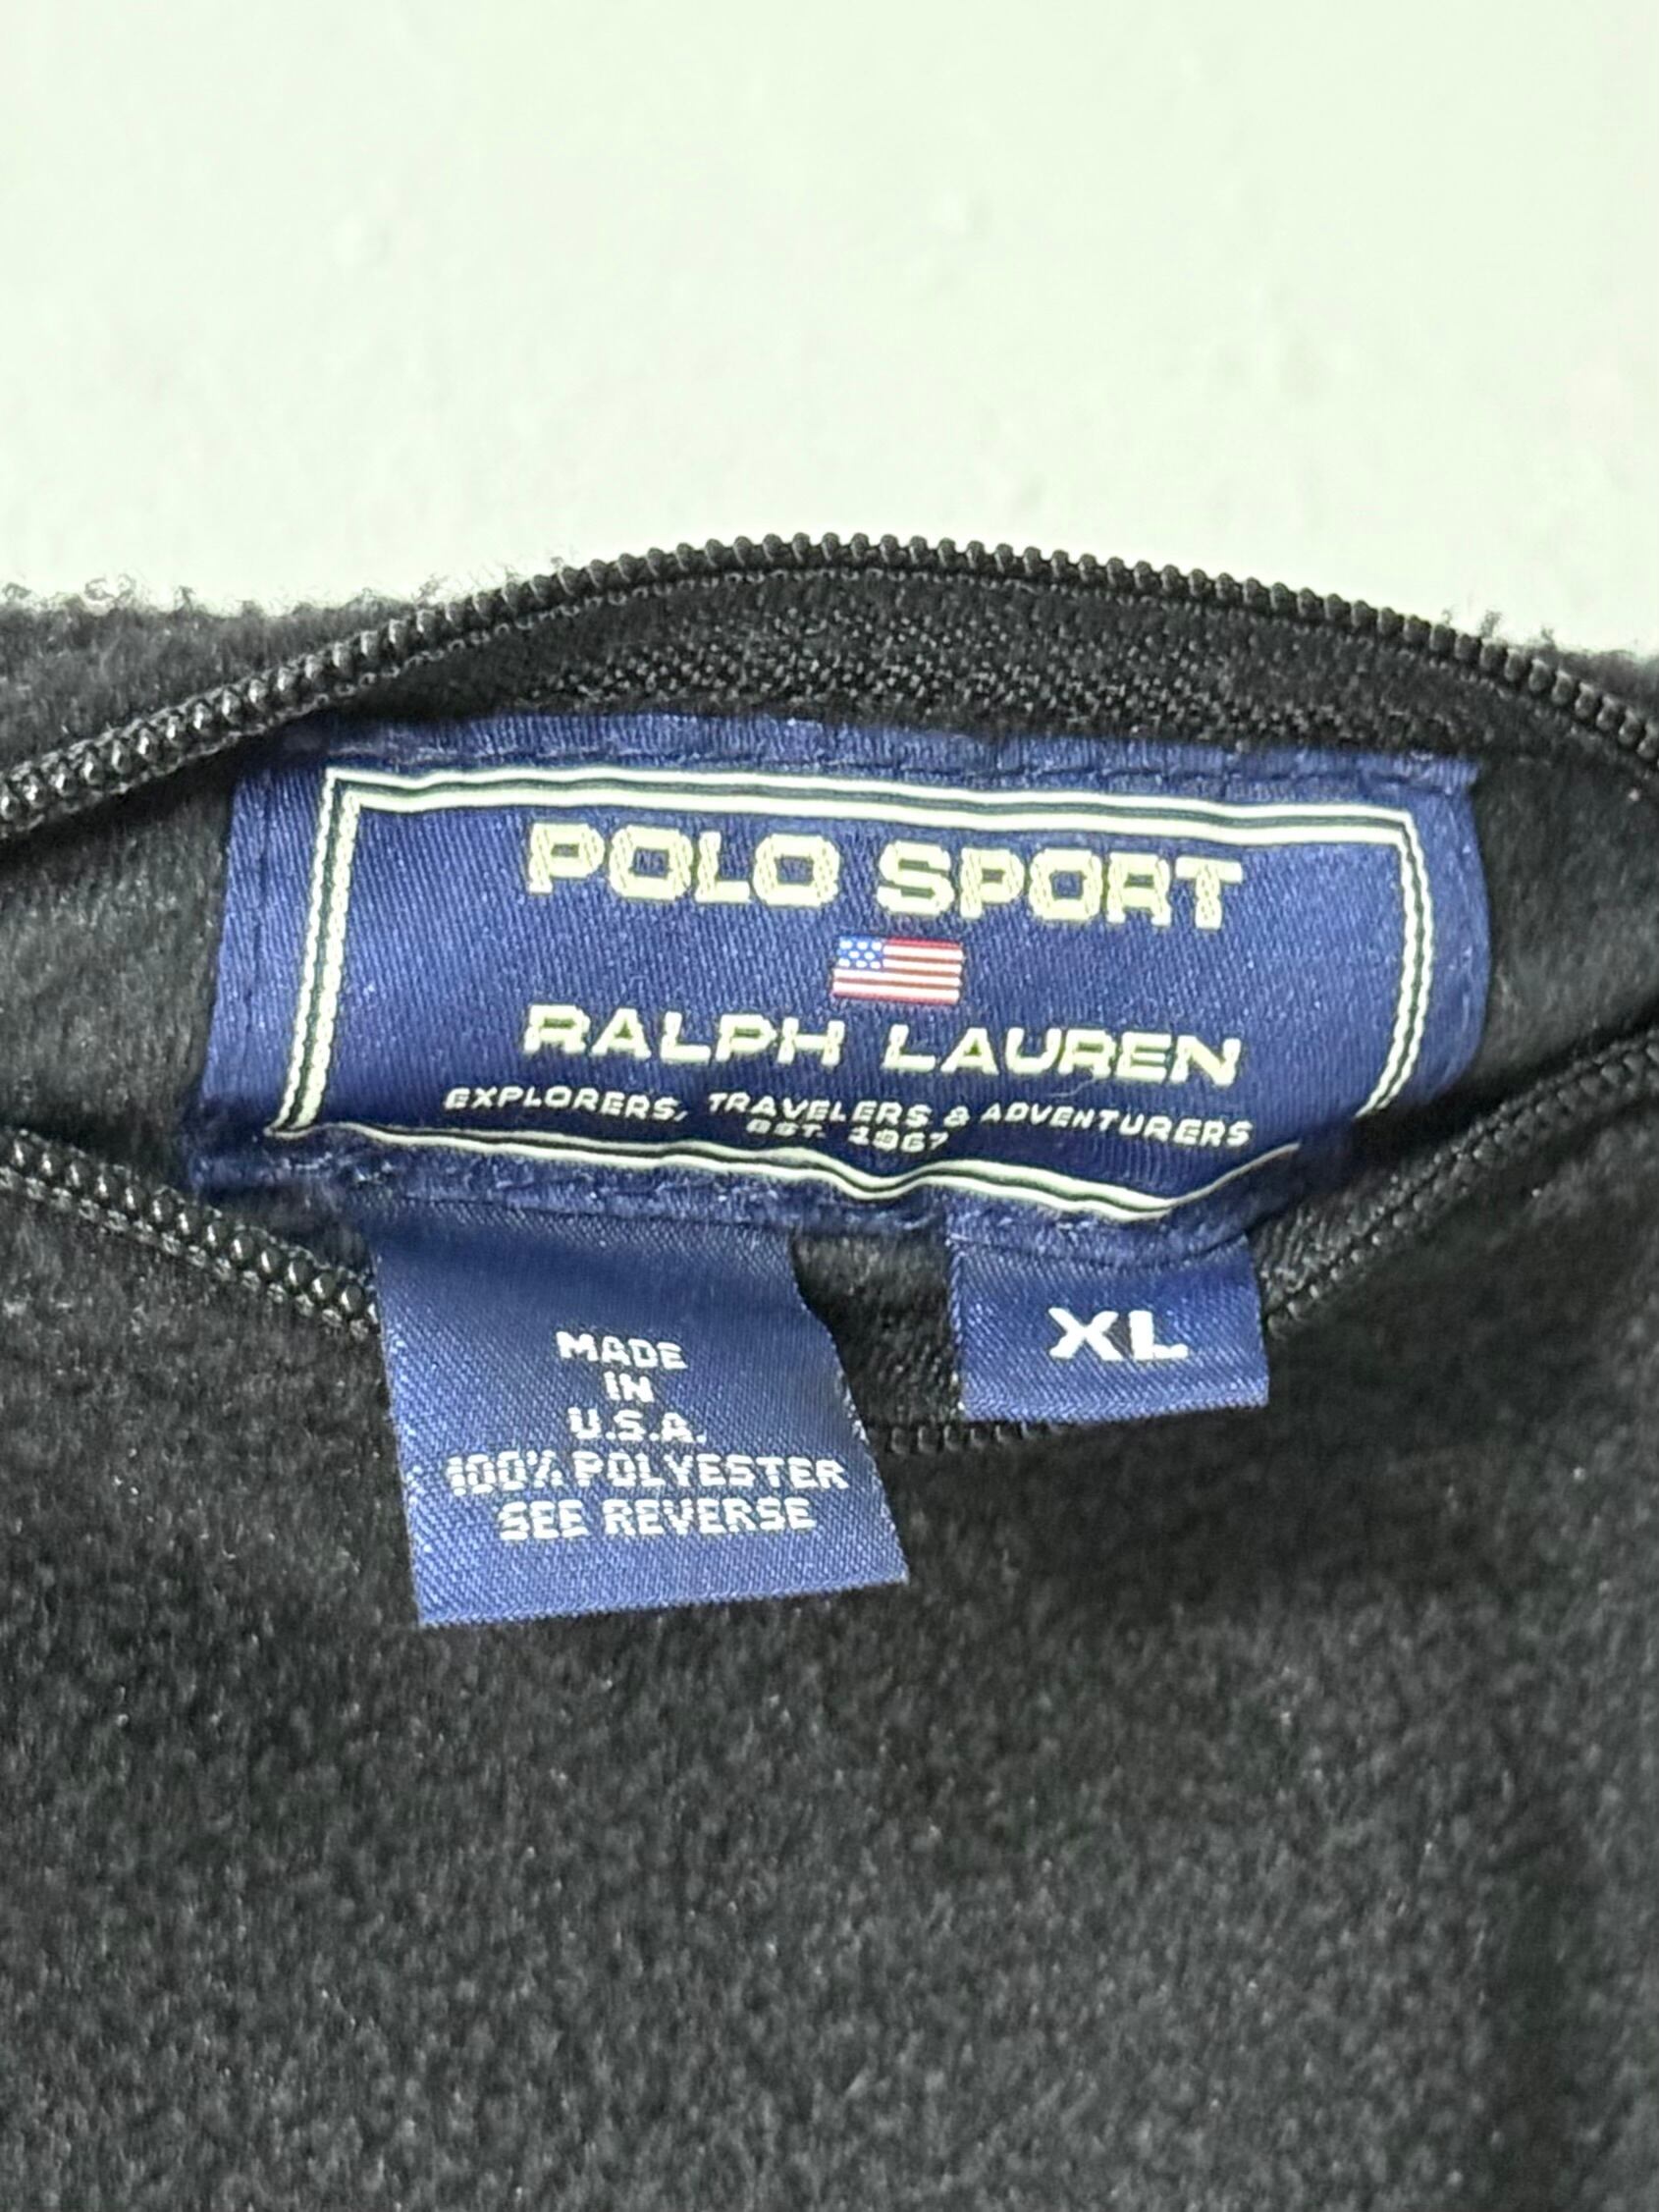 POLO SPORT
RALPH LAUREN
EXPLORERS, TRAVELERS & ADVENTURERS
EST. 1967
XL
MADE
IN
U.S.A.
100% POLYESTER
SEE REVERSE